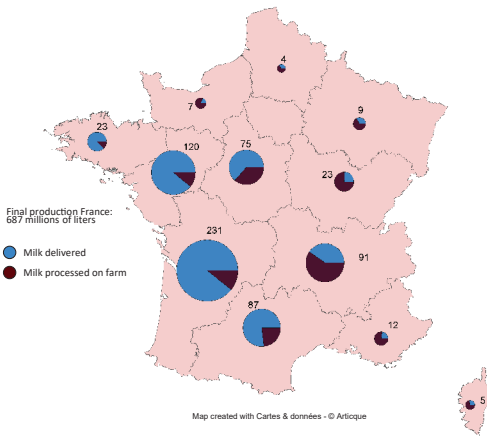 4
7
9
23
120
75
23
Final production France:
687 millions of liters
Milk delivered
Milk processed on farm
231
91
87
12
5
Map created with Cartes & données - © Articque